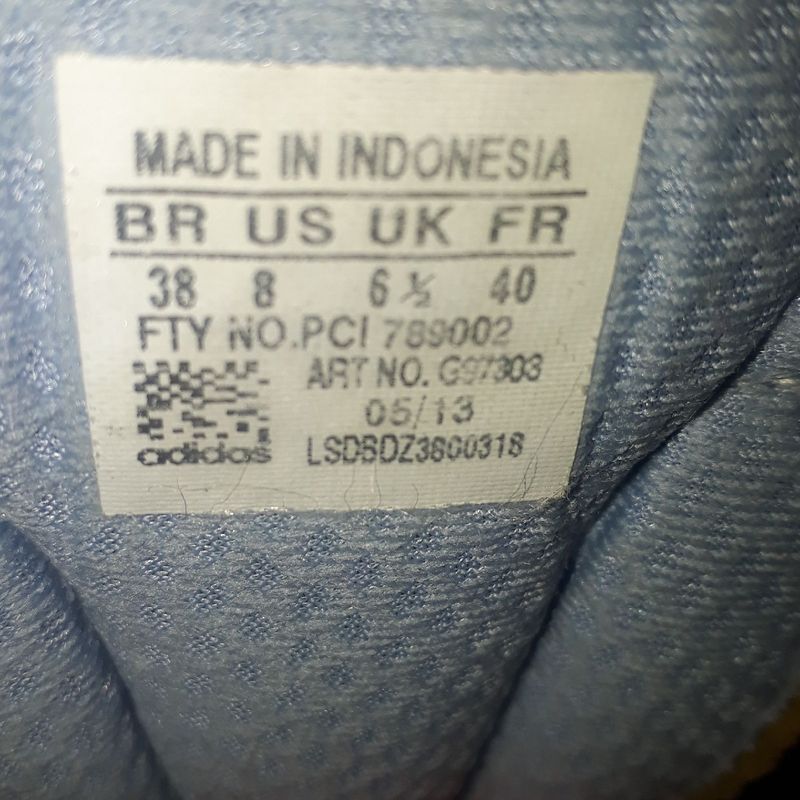 MADE IN INDONESIA
BR US UK FR
38 8 6 ½ 40
FTY NO.PCI 789002
ART NO. G97303
05/13
adidas LSDBDZ3800318